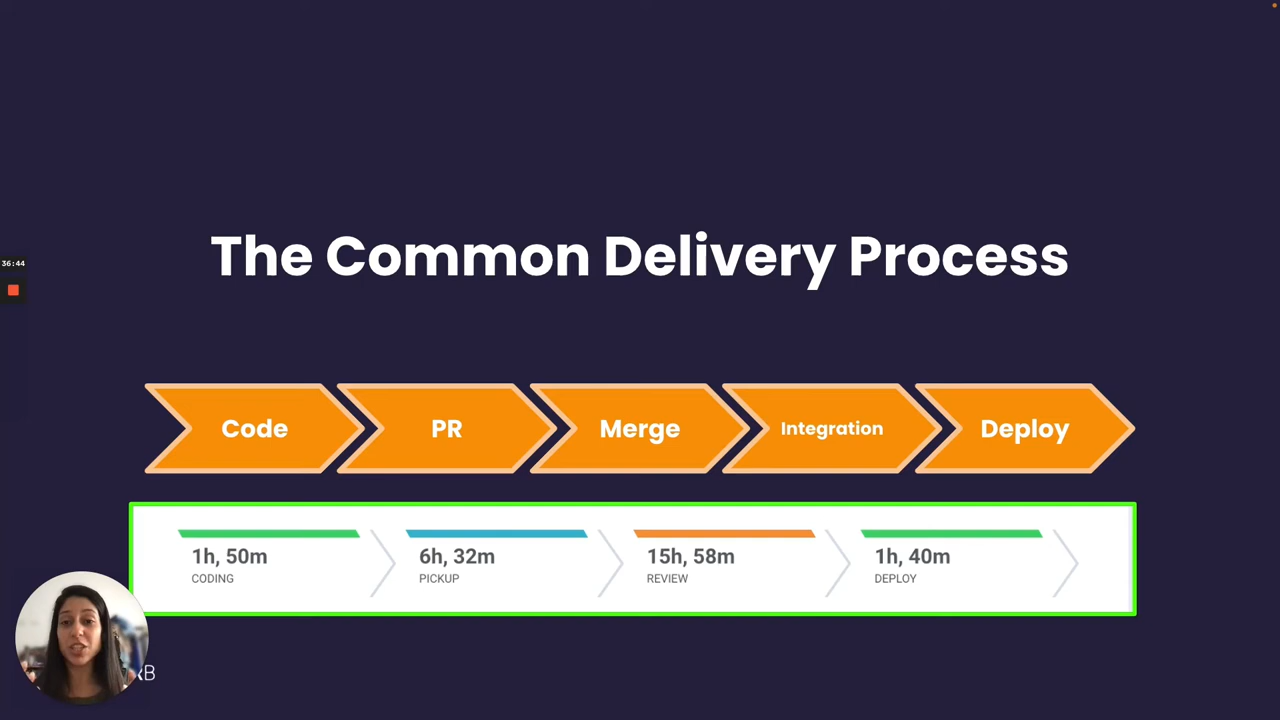 The Common Delivery Process
36:44
Code
PR
Merge
Integration
Deploy
1h, 50m
CODING
6h, 32m
PICKUP
15h, 58m
REVIEW
1h, 40m
DEPLOY
B